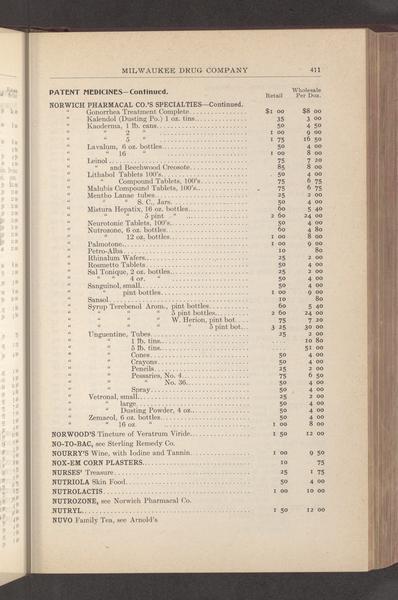 MILWAUKEE DRUG COMPANY 411
PATENT MEDICINES—Continued. Retail Wholesale Per Doz.
NORWICH PHARMACAL CO.'S SPECIALTIES—Continued.
" Gonorrhea Treatment Complete $1 00 $8 00
" Kalendol (Dusting Po.) 1 oz. tins 35 3 00
" Kaoderma, 1 lb. cans 50 4 50
" " 2 " 1 00 9 00
" " 5 " 1 75 16 50
" Lavalum, 6 oz. bottles 50 4 00
" " 16 " 1 00 8 00
" Leinol 75 7 20
" " and Beechwood Creosote 85 8 00
" Lithabol Tablets 100's 50 4 00
" " Compound Tablets, 100's 75 6 75
" Malubis Compound Tablets, 100's 75 6 75
" Mentho Lanae tubes 25 2 00
" " " S. C., Jars 50 4 00
" Mistura Hepatix, 16 oz. bottles 60 5 40
" " " 5 pint " 2 60 24 00
" Neurotonic Tablets, 100's 50 4 00
" Nutrozone, 6 oz. bottles 60 4 80
" " 12 oz. bottles 1 00 8 00
" Palmotone 1 00 9 00
" Petro-Alba 10 80
" Rhinalum Wafers 25 2 00
" Rosmetto Tablets 50 4 00
" Sal Tonique, 2 oz. bottles 25 2 00
" " " 4 oz. " 50 4 00
" Sanguinol, small 50 4 00
" " pint bottles 1 00 9 00
" Sansol 10 80
" Syrup Terebenol Arom., pint bottles 60 5 40
" " " " 5 pint bottles 2 60 24 00
" " " " W. Herion, pint bot. 75 7 20
" " " " " 5 pint bot. 3 25 30 00
" Unguentine, Tubes 25 2 00
" " 1 lb. tins 10 80
" " 5 lb. tins 51 00
" " Cones 50 4 00
" " Crayons 50 4 00
" " Pencils 25 2 00
" " Pessaries, No. 4 75 6 50
" " " No. 36 50 4 00
" " Spray 50 4 00
" Vetronal, small 25 2 00
" " large 50 4 00
" " Dusting Powder, 4 oz. 50 4 00
" Zemacol, 6 oz. bottles 50 4 00
" " 16 oz. " 1 00 8 00
NORWOOD'S Tincture of Veratrum Viride 1 50 12 00
NO-TO-BAC, see Sterling Remedy Co.
NOURRY'S Wine, with Iodine and Tannin 1 00 9 50
NOX-EM CORN PLASTERS 10 75
NURSES' Treasure 25 1 75
NUTRIOLA Skin Food 50 4 00
NUTROLACTIS 1 00 10 00
NUTROZONE, see Norwich Pharmacal Co.
NUTRYL 1 50 12 00
NUVO Family Tea, see Arnold's